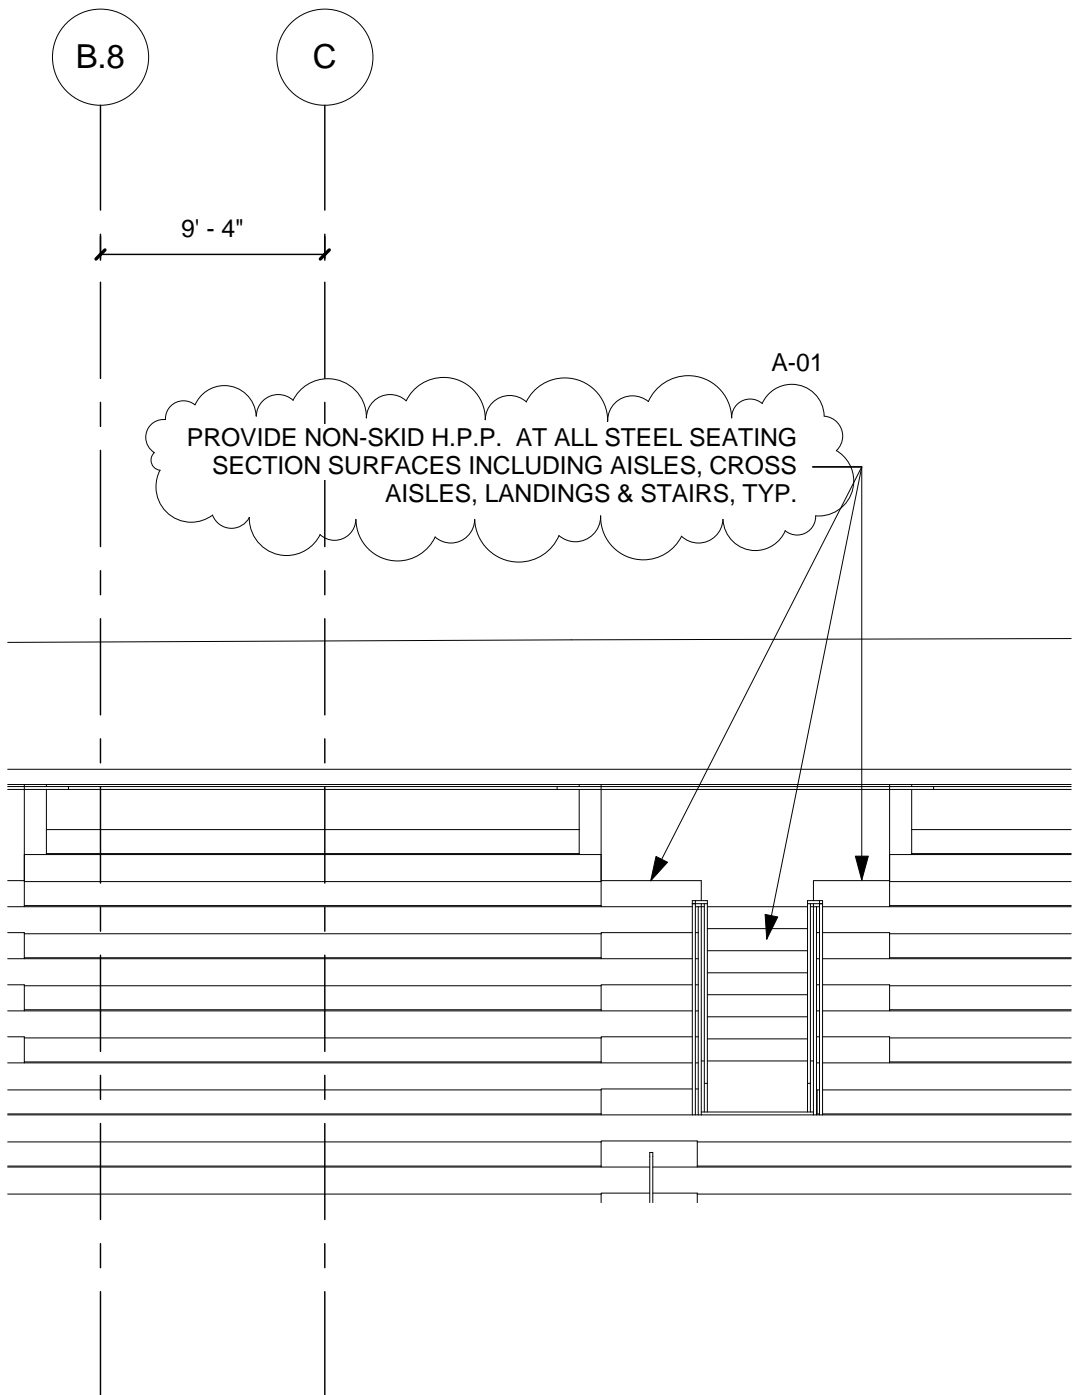 B.8
C
9' - 4"
A-01
PROVIDE NON-SKID H.P.P. AT ALL STEEL SEATING
SECTION SURFACES INCLUDING AISLES, CROSS
AISLES, LANDINGS & STAIRS, TYP.